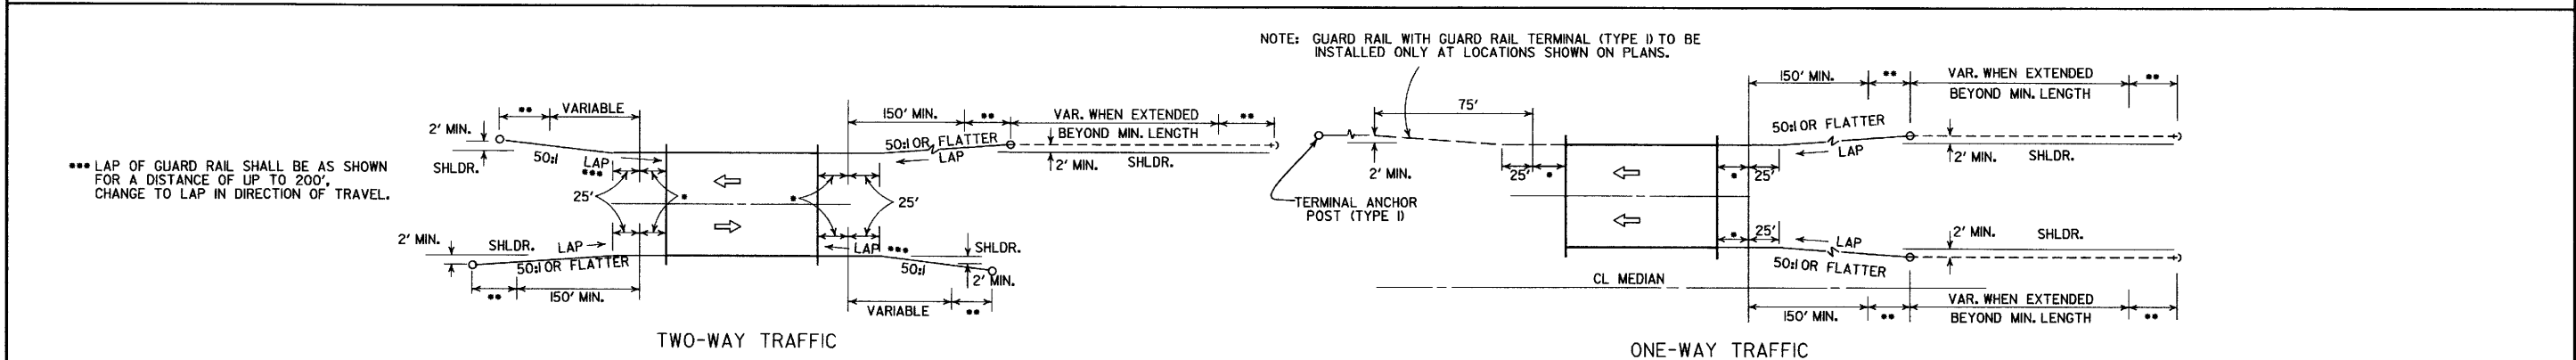 *** LAP OF GUARD RAIL SHALL BE AS SHOWN
FOR A DISTANCE OF UP TO 200',
CHANGE TO LAP IN DIRECTION OF TRAVEL.
** VARIABLE
2' MIN.
SHLDR.
50:1
LAP
***
25'
*
150' MIN. ** VAR. WHEN EXTENDED **
BEYOND MIN. LENGTH
50:1 OR FLATTER
LAP
2' MIN. SHLDR.
*
25'
2' MIN.
SHLDR. LAP
50:1 OR FLATTER
** 150' MIN.
LAP ***
SHLDR.
50:1
2' MIN.
VARIABLE **
TWO-WAY TRAFFIC
NOTE: GUARD RAIL WITH GUARD RAIL TERMINAL (TYPE I) TO BE
INSTALLED ONLY AT LOCATIONS SHOWN ON PLANS.
75'
2' MIN.
25' *
TERMINAL ANCHOR
POST (TYPE I)
150' MIN. ** VAR. WHEN EXTENDED **
BEYOND MIN. LENGTH
50:1 OR FLATTER
LAP
2' MIN. SHLDR.
* 25'
* 25'
LAP
2' MIN. SHLDR.
50:1 OR FLATTER
CL MEDIAN
150' MIN. ** VAR. WHEN EXTENDED **
BEYOND MIN. LENGTH
ONE-WAY TRAFFIC